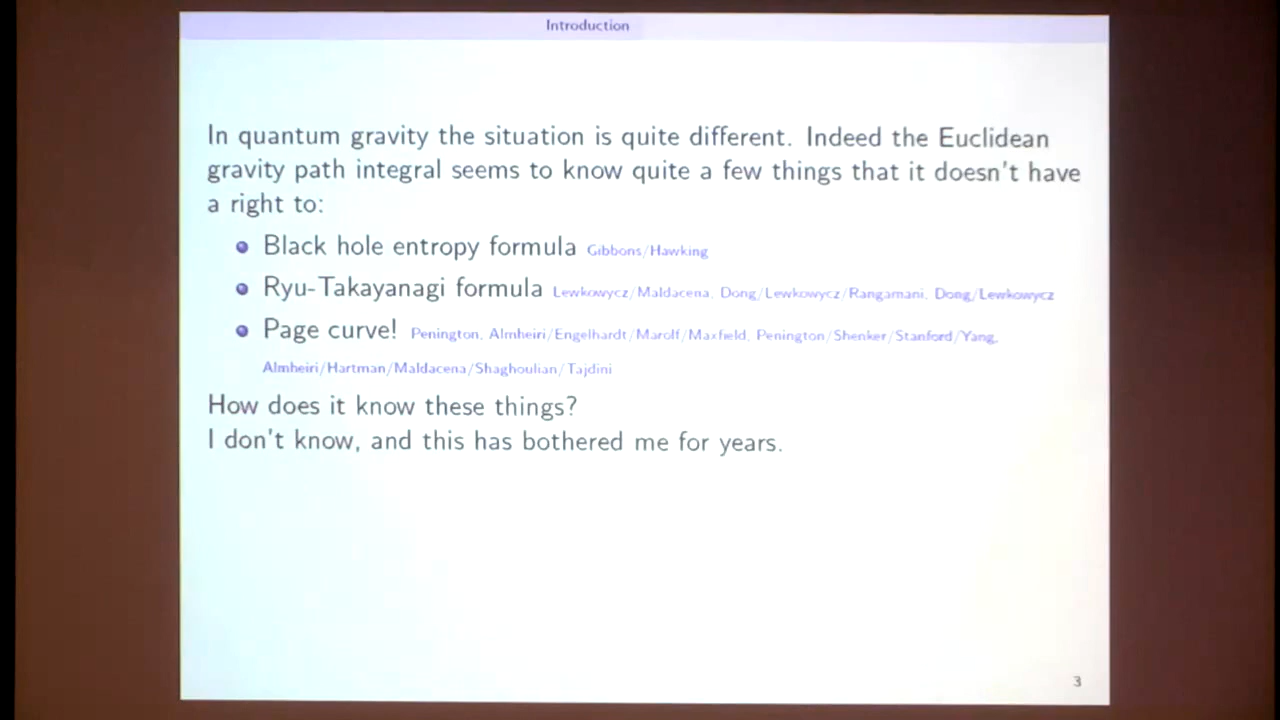 Introduction
In quantum gravity the situation is quite different. Indeed the Euclidean
gravity path integral seems to know quite a few things that it doesn't have
a right to:
Black hole entropy formula Gibbons/Hawking
Ryu-Takayanagi formula Lewkowycz/Maldacena, Dong/Lewkowycz/Rangamani, Dong/Lewkowycz
Page curve! Penington, Almheiri/Engelhardt/Marolf/Maxfield, Penington/Shenker/Stanford/Yang,
Almheiri/Hartman/Maldacena/Shaghoulian/Tajdini
How does it know these things?
I don't know, and this has bothered me for years.
3